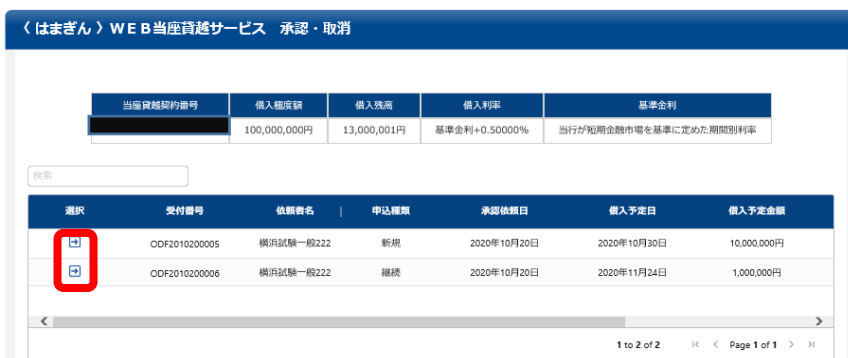 〈はまぎん〉ＷＥＢ当座貸越サービス　承認・取消
当座貸越契約番号 借入極度額 借入残高 借入利率 基準金利
100,000,000円 13,000,001円 基準金利+0.50000% 当行が短期金融市場を基準に定めた期間別利率
検索
選択 受付番号 依頼者名 申込種類 承認依頼日 借入予定日 借入予定金額
ODF2010200005 横浜試験一般222 新規 2020年10月20日 2020年10月30日 10,000,000円
ODF2010200006 横浜試験一般222 継続 2020年10月20日 2020年11月24日 1,000,000円
1 to 2 of 2 Page 1 of 1